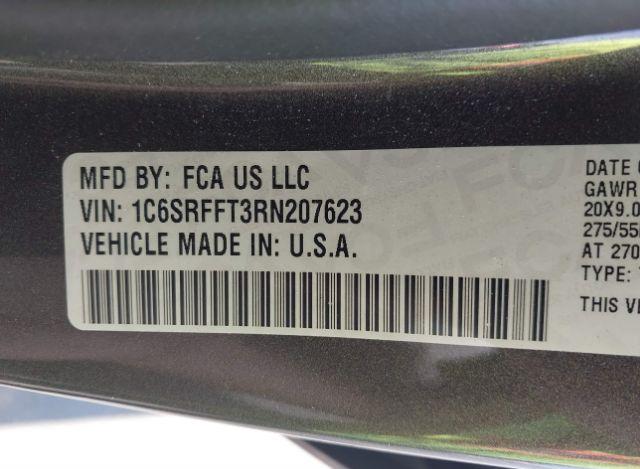 MFD BY: FCA US LLC
VIN: 1C6SRFFT3RN207623
VEHICLE MADE IN: U.S.A.
DATE
GAWR
20X9.0
275/55
AT 270
TYPE:
THIS